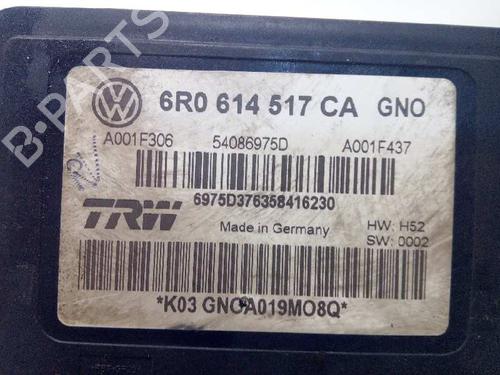 B-PARTS
VW 6R0 614 517 CA GNO
A001F306 54086975D A001F437
6975D376358416230
TRW Made in Germany HW: H52
SW: 0002
*K03 GNOA019MO8Q*